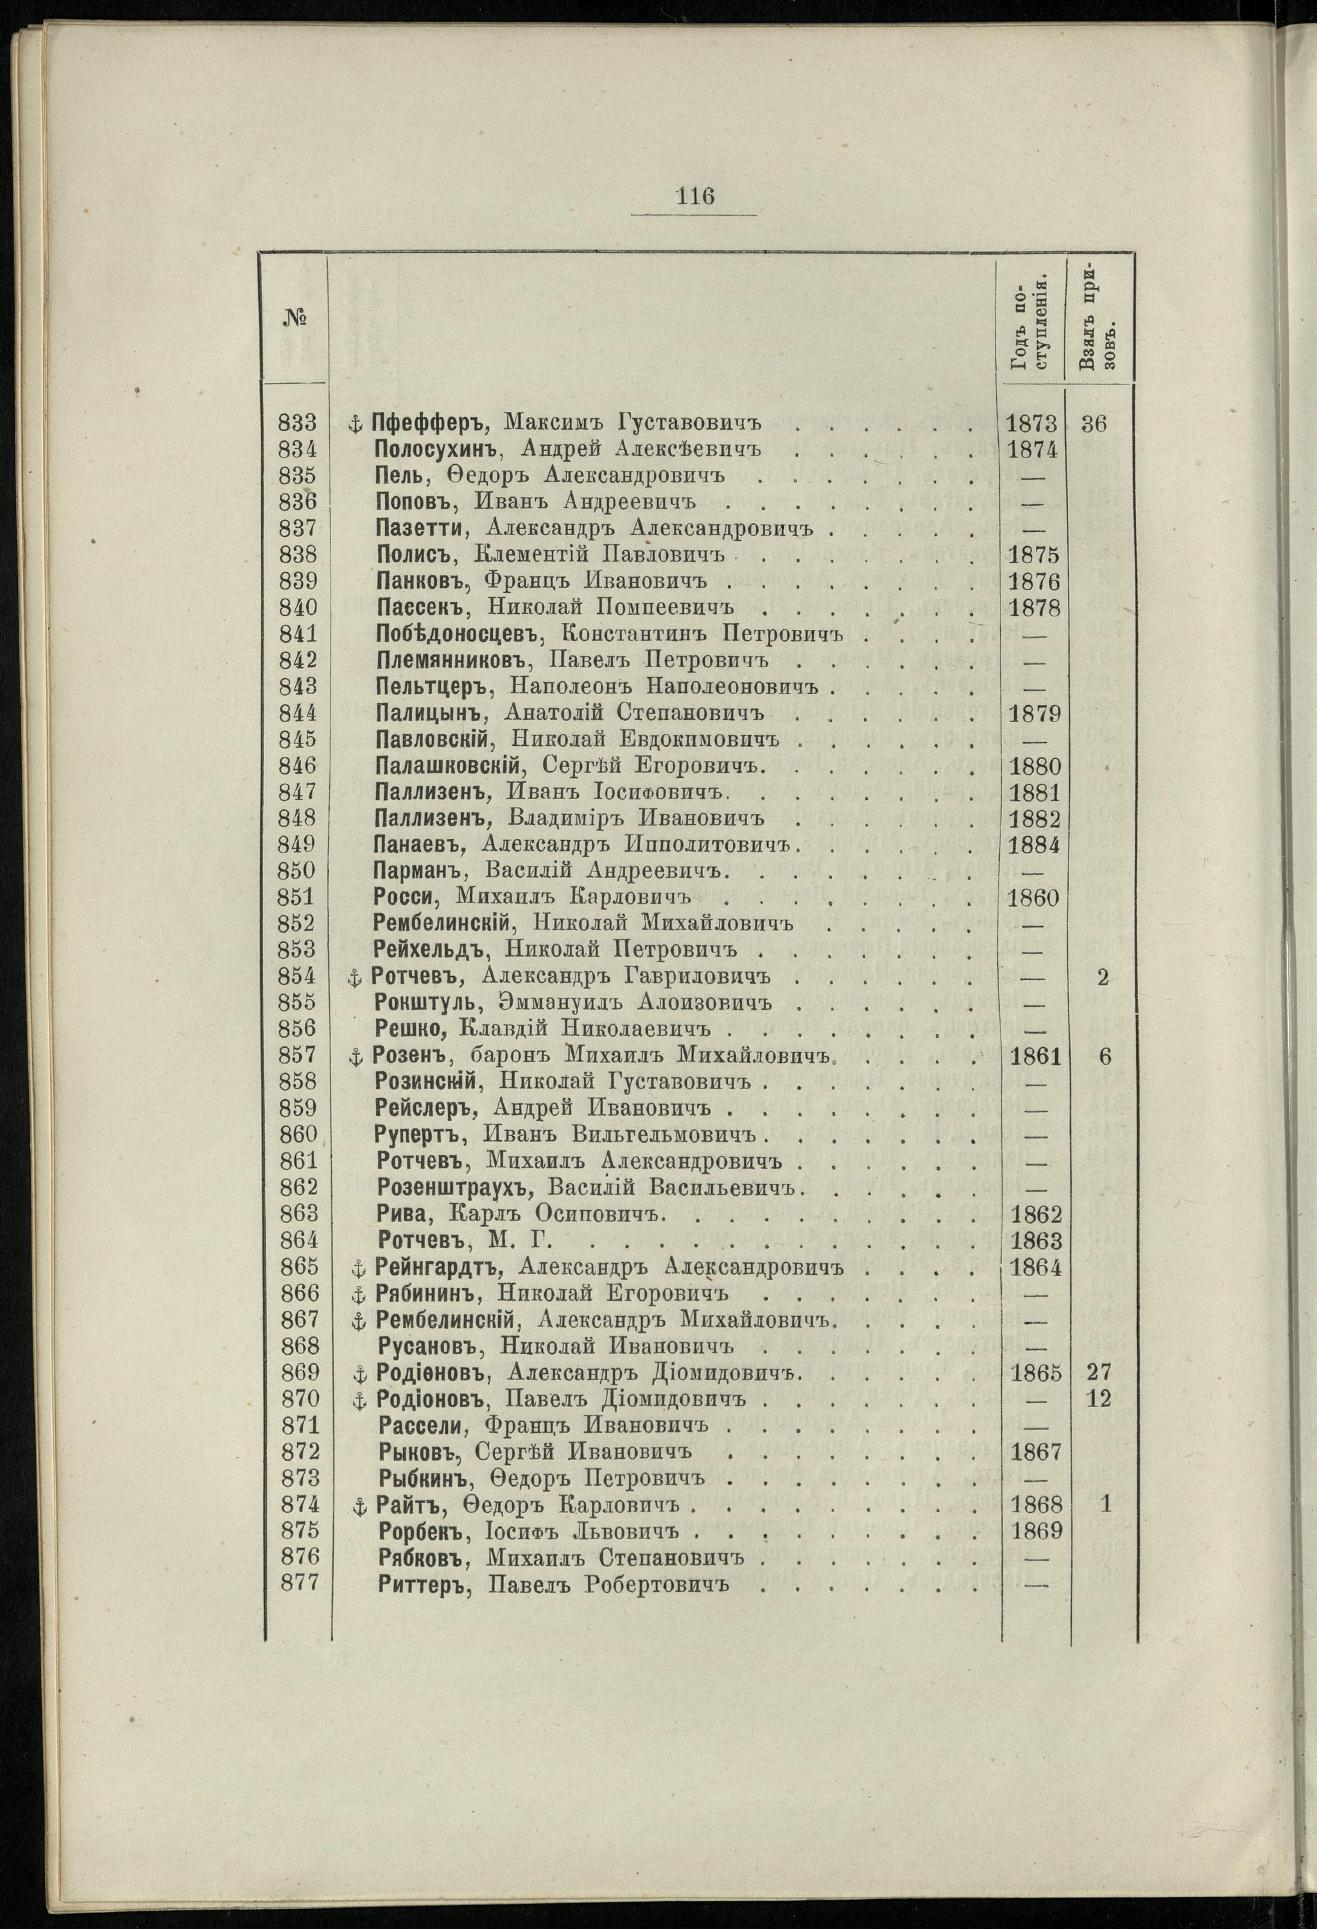 116
№ Годъ по-ступленія. Взялъ при-зовъ.
833 ⚓ Пфефферъ, Максимъ Густавовичъ . . . . . . 1873 36
834 Полосухинъ, Андрей Алексѣевичъ . . . . . . 1874
835 Пель, Ѳедоръ Александровичъ . . . . . . . —
836 Поповъ, Иванъ Андреевичъ . . . . . . . . —
837 Пазетти, Александръ Александровичъ . . . . . —
838 Полисъ, Клементій Павловичъ . . . . . . . 1875
839 Панковъ, Францъ Ивановичъ . . . . . . . . 1876
840 Пассекъ, Николай Помпеевичъ . . . . . . . 1878
841 Побѣдоносцевъ, Константинъ Петровичъ . . . . —
842 Племянниковъ, Павелъ Петровичъ . . . . . . —
843 Пельтцеръ, Наполеонъ Наполеоновичъ . . . . . —
844 Палицынъ, Анатолій Степановичъ . . . . . . 1879
845 Павловскій, Николай Евдокимовичъ . . . . . . —
846 Палашковскій, Сергѣй Егоровичъ. . . . . . . 1880
847 Паллизенъ, Иванъ Іосифовичъ. . . . . . . . 1881
848 Паллизенъ, Владиміръ Ивановичъ . . . . . . 1882
849 Панаевъ, Александръ Ипполитовичъ. . . . . . 1884
850 Парманъ, Василій Андреевичъ. . . . . . . . —
851 Росси, Михаилъ Карловичъ . . . . . . . . 1860
852 Рембелинскій, Николай Михайловичъ . . . . . —
853 Рейхельдъ, Николай Петровичъ . . . . . . . —
854 ⚓ Ротчевъ, Александръ Гавриловичъ . . . . . . — 2
855 Рокштуль, Эммануилъ Алоизовичъ . . . . . . —
856 Решко, Клавдій Николаевичъ . . . . . . . . —
857 ⚓ Розенъ, баронъ Михаилъ Михайловичъ. . . . . 1861 6
858 Розинскій, Николай Густавовичъ . . . . . . . —
859 Рейслеръ, Андрей Ивановичъ . . . . . . . . —
860 Рупертъ, Иванъ Вильгельмовичъ . . . . . . . —
861 Ротчевъ, Михаилъ Александровичъ . . . . . . —
862 Розенштраухъ, Василій Васильевичъ. . . . . . —
863 Рива, Карлъ Осиповичъ. . . . . . . . . . 1862
864 Ротчевъ, М. Г. . . . . . . . . . . . . 1863
865 ⚓ Рейнгардтъ, Александръ Александровичъ . . . . 1864
866 ⚓ Рябининъ, Николай Егоровичъ . . . . . . . —
867 ⚓ Рембелинскій, Александръ Михайловичъ. . . . . —
868 Русановъ, Николай Ивановичъ . . . . . . . —
869 ⚓ Родіоновъ, Александръ Діомидовичъ. . . . . . 1865 27
870 ⚓ Родіоновъ, Павелъ Діомидовичъ . . . . . . . — 12
871 Рассели, Францъ Ивановичъ . . . . . . . . —
872 Рыковъ, Сергѣй Ивановичъ . . . . . . . . 1867
873 Рыбкинъ, Ѳедоръ Петровичъ . . . . . . . . —
874 ⚓ Райтъ, Ѳедоръ Карловичъ . . . . . . . . . 1868 1
875 Рорбекъ, Іосифъ Львовичъ . . . . . . . . . 1869
876 Рябковъ, Михаилъ Степановичъ . . . . . . . —
877 Риттеръ, Павелъ Робертовичъ . . . . . . . —